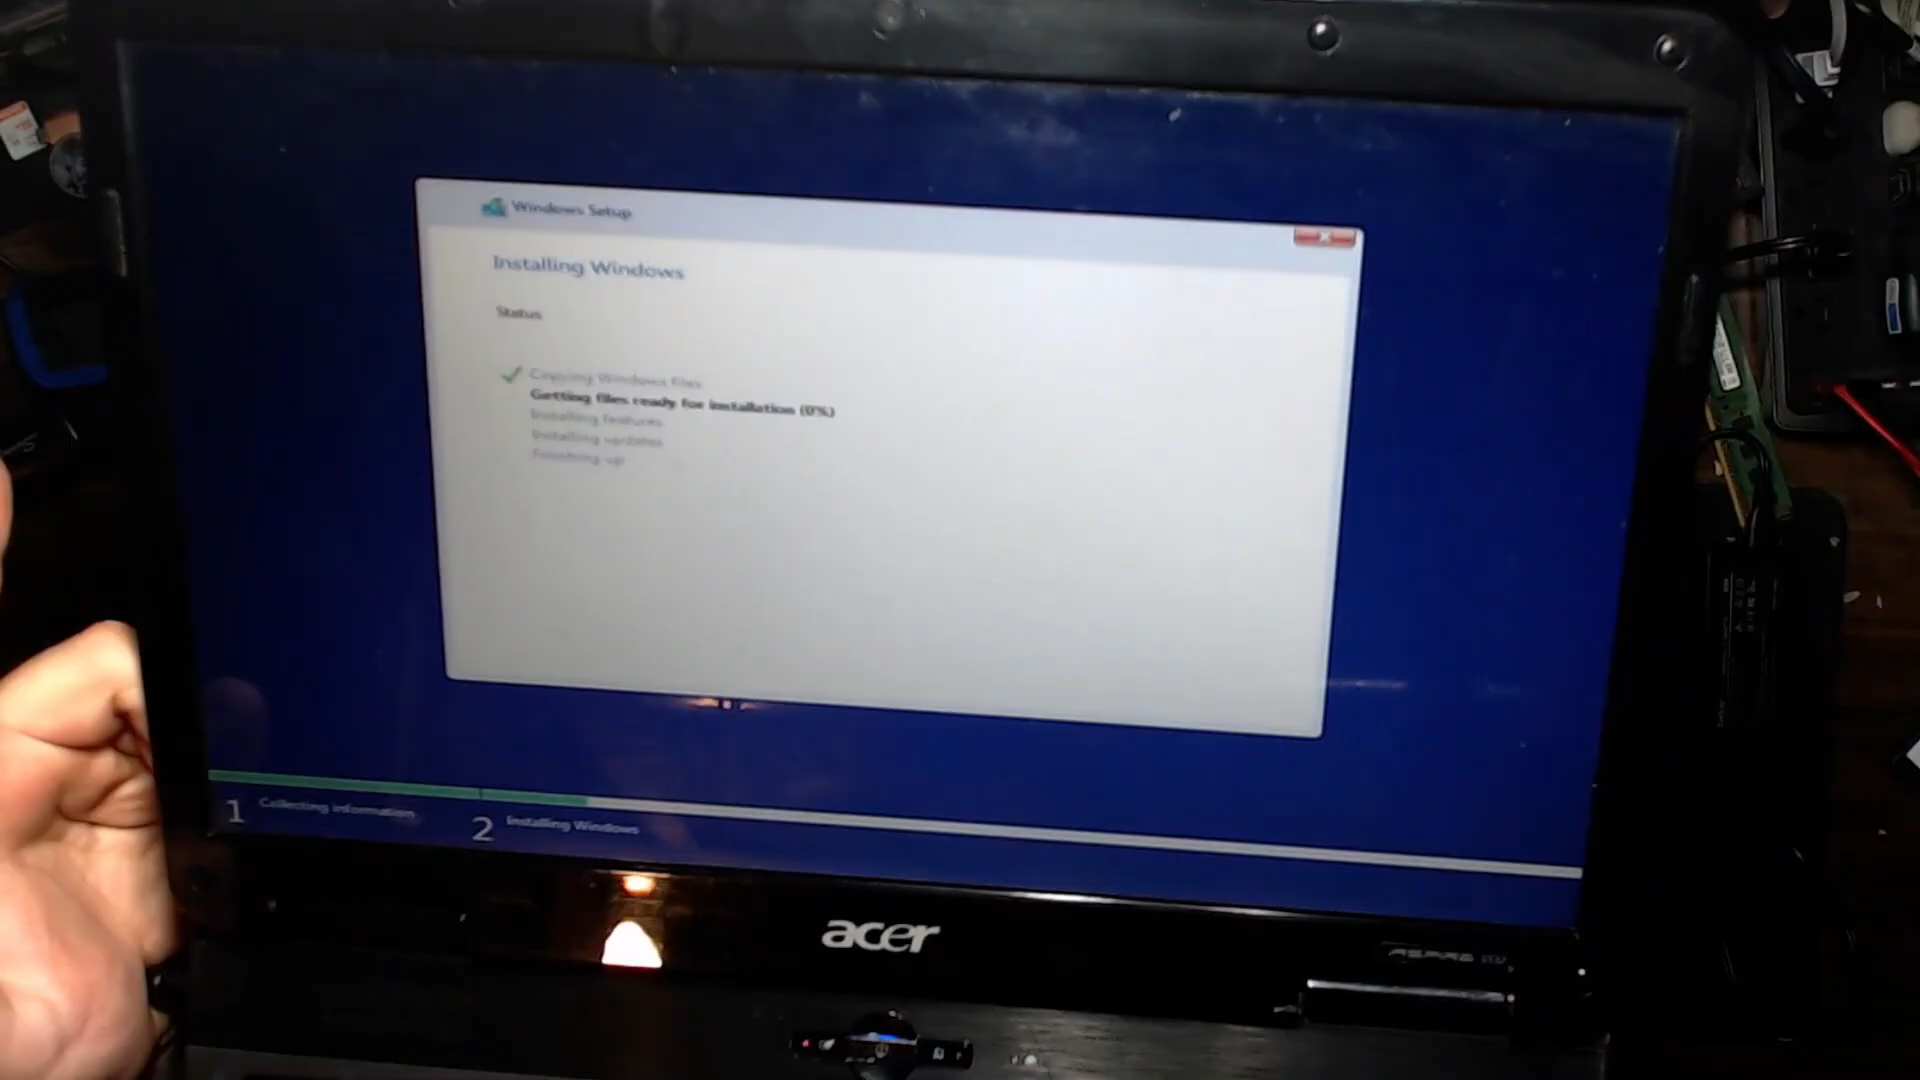 Windows Setup
Installing Windows
Status
Copying Windows files
Getting files ready for installation (0%)
Installing features
Installing updates
Finishing up
1 Collecting information
2 Installing Windows
acer
ASPIRE